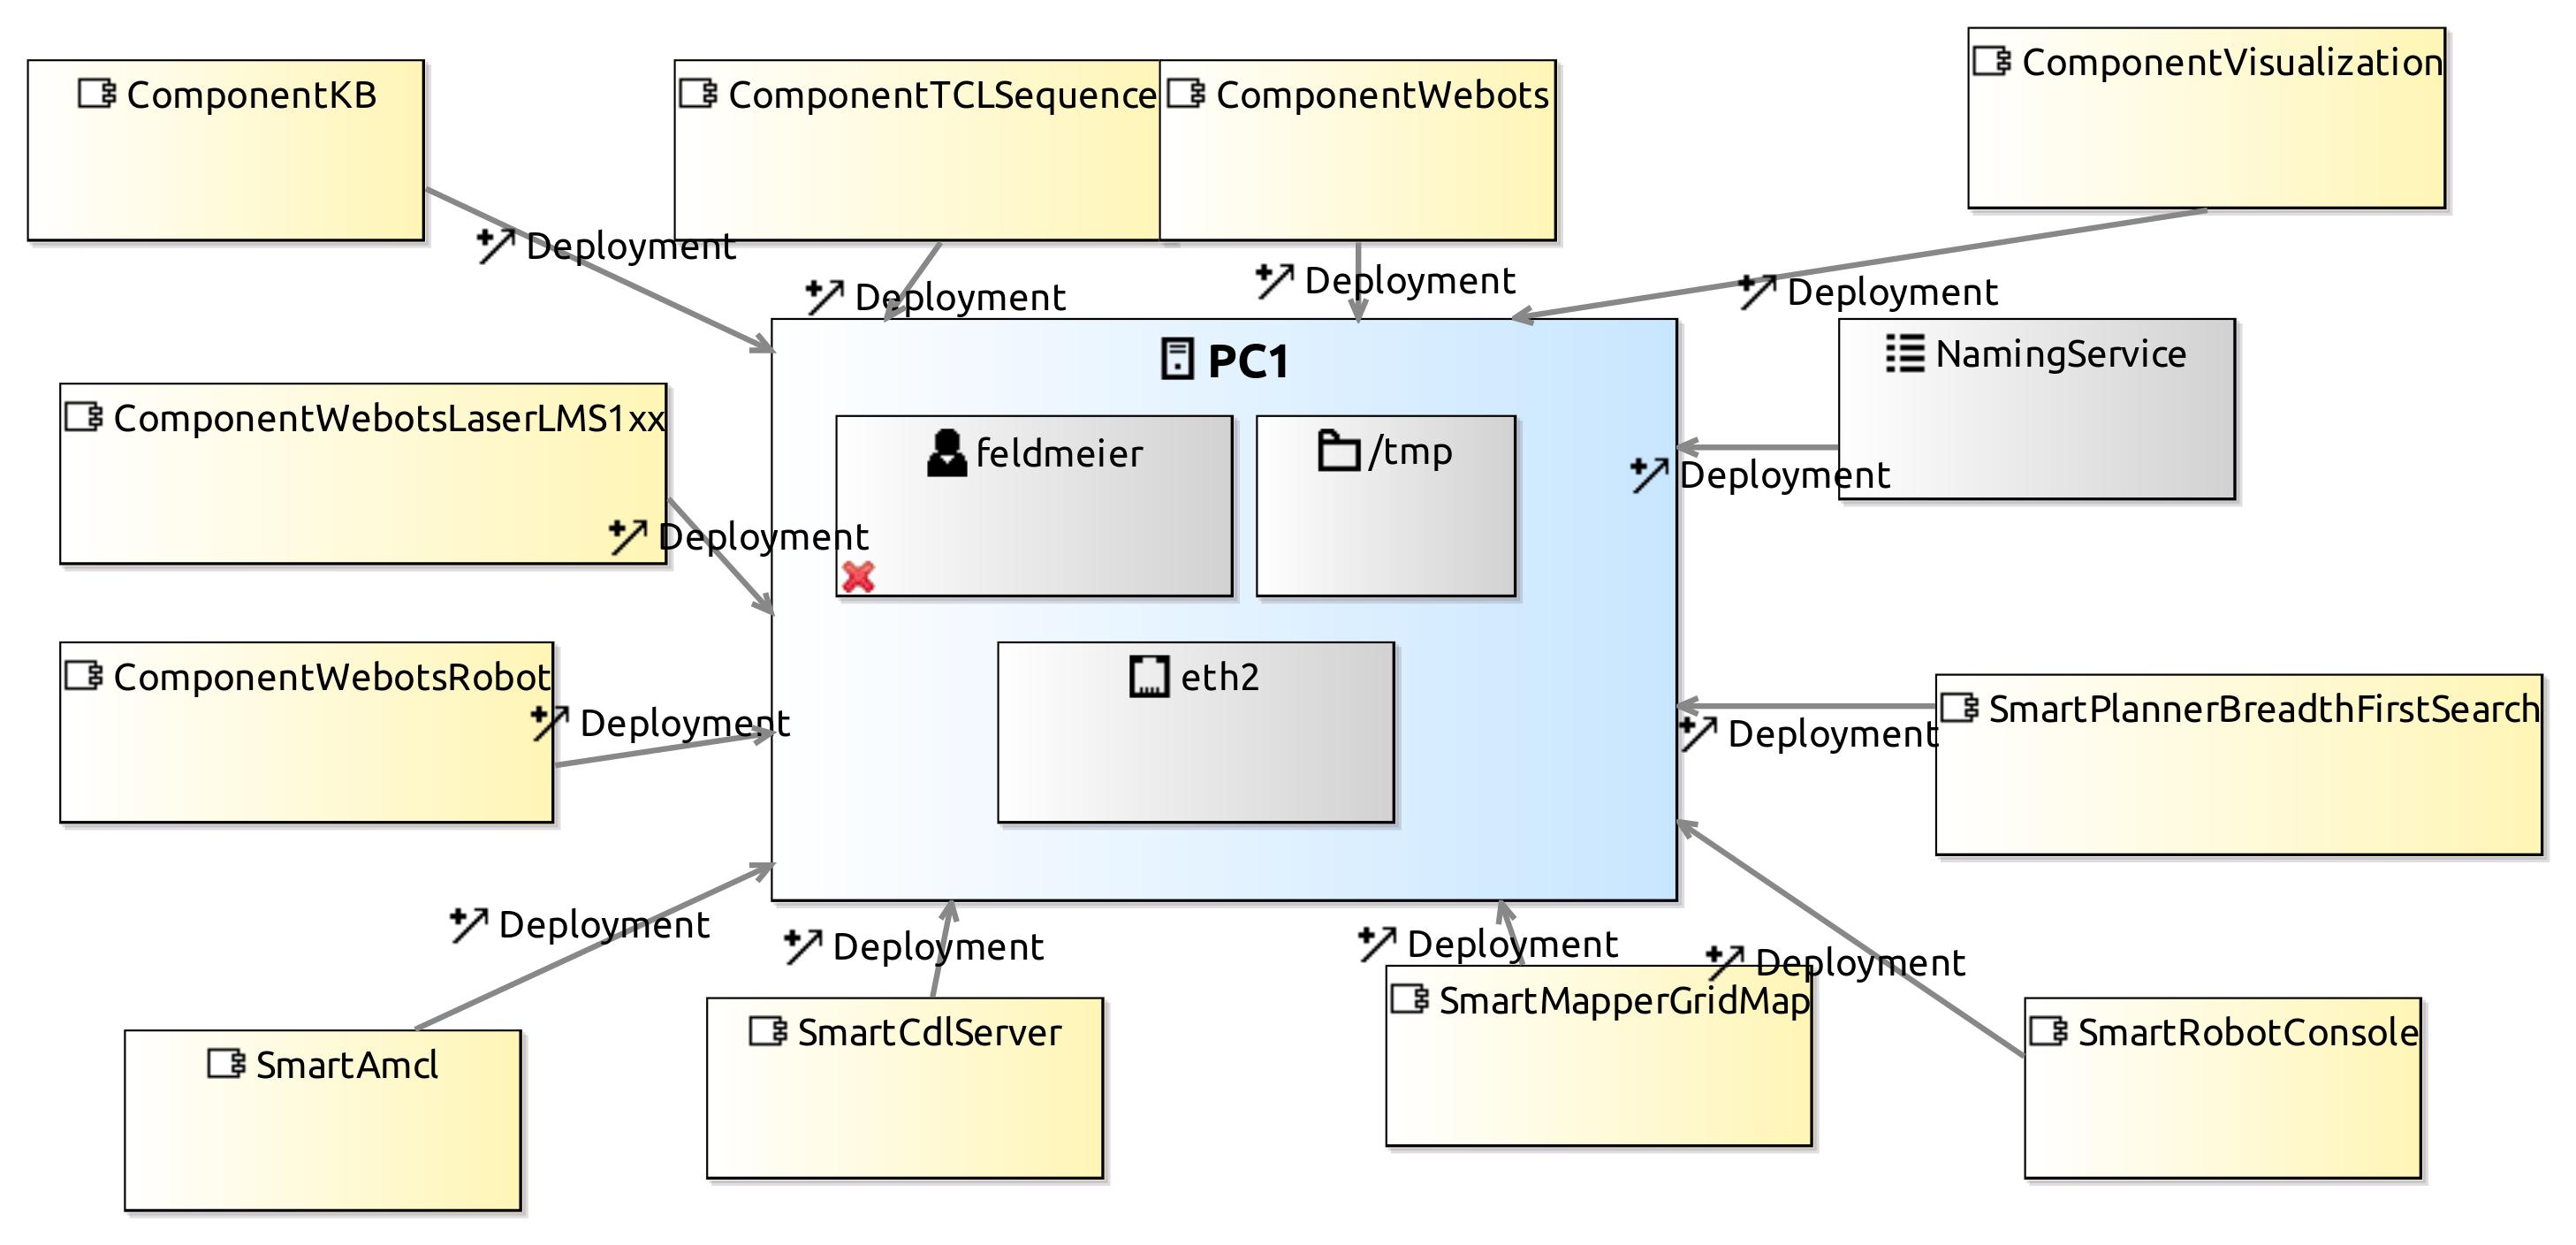 ComponentKB
ComponentTCLSequence
ComponentWebots
ComponentVisualization
Deployment
Deployment
Deployment
Deployment
PC1
NamingService
ComponentWebotsLaserLMS1xx
feldmeier
/tmp
Deployment
Deployment
ComponentWebotsRobot
eth2
SmartPlannerBreadthFirstSearch
Deployment
Deployment
Deployment
Deployment
Deployment
Deployment
SmartAmcl
SmartCdlServer
SmartMapperGridMap
SmartRobotConsole